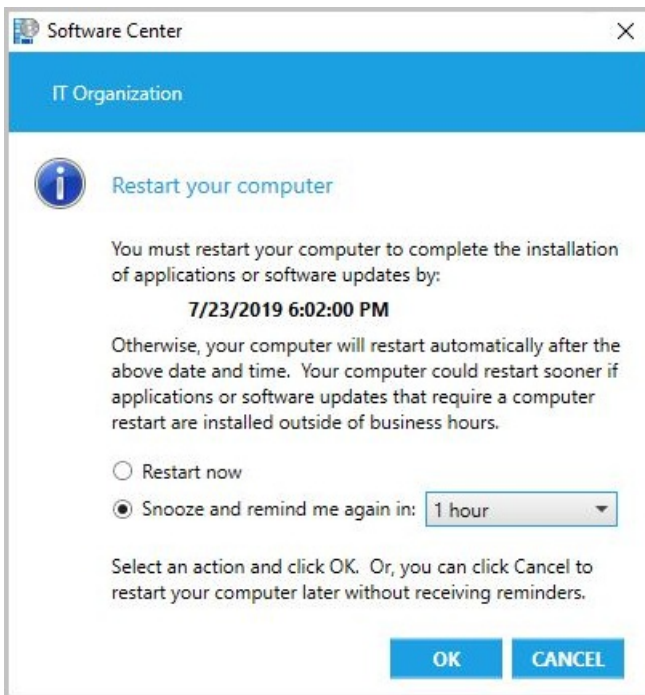 Software Center
IT Organization
Restart your computer
You must restart your computer to complete the installation
of applications or software updates by:
7/23/2019 6:02:00 PM
Otherwise, your computer will restart automatically after the
above date and time.  Your computer could restart sooner if
applications or software updates that require a computer
restart are installed outside of business hours.
Restart now
Snooze and remind me again in: 1 hour
Select an action and click OK.  Or, you can click Cancel to
restart your computer later without receiving reminders.
OK CANCEL